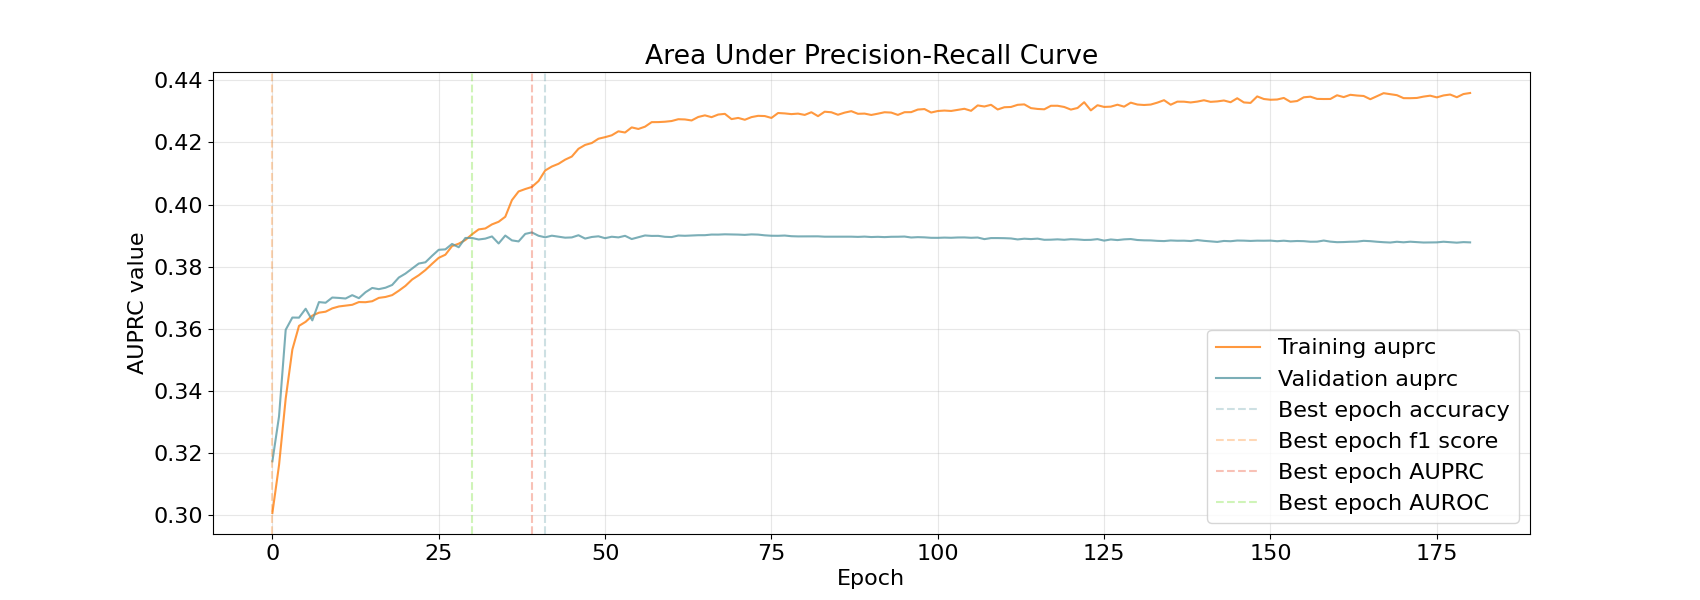 Area Under Precision-Recall Curve
AUPRC value
0.44
0.42
0.40
0.38
0.36
0.34
0.32
0.30
Training auprc
Validation auprc
Best epoch accuracy
Best epoch f1 score
Best epoch AUPRC
Best epoch AUROC
0 25 50 75 100 125 150 175
Epoch